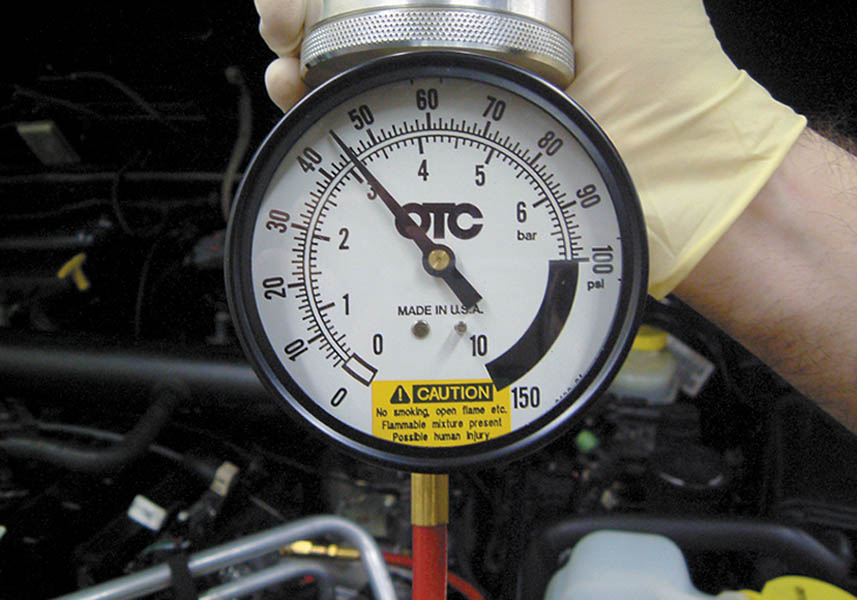 0 10 20 30 40 50 60 70 80 90 100
psi
150
0 1 2 3 4 5 6
bar
10
OTC
MADE IN U.S.A.
CAUTION
No smoking, open flame etc.
Flammable mixture present
Possible human injury